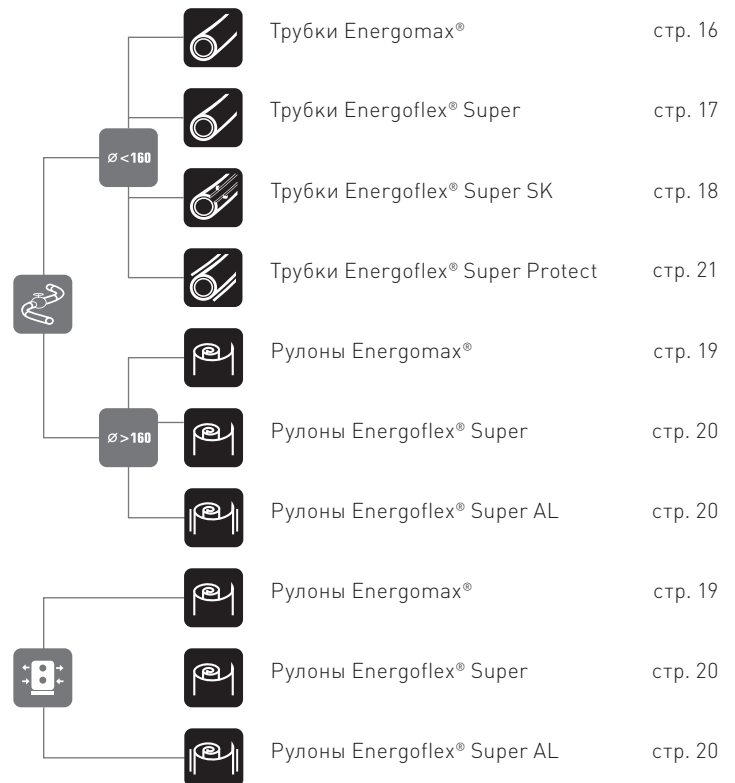 Трубки Energomax® стр. 16
Трубки Energoflex® Super стр. 17
ø<160
Трубки Energoflex® Super SK стр. 18
Трубки Energoflex® Super Protect стр. 21
Рулоны Energomax® стр. 19
ø>160
Рулоны Energoflex® Super стр. 20
Рулоны Energoflex® Super AL стр. 20
Рулоны Energomax® стр. 19
Рулоны Energoflex® Super стр. 20
Рулоны Energoflex® Super AL стр. 20